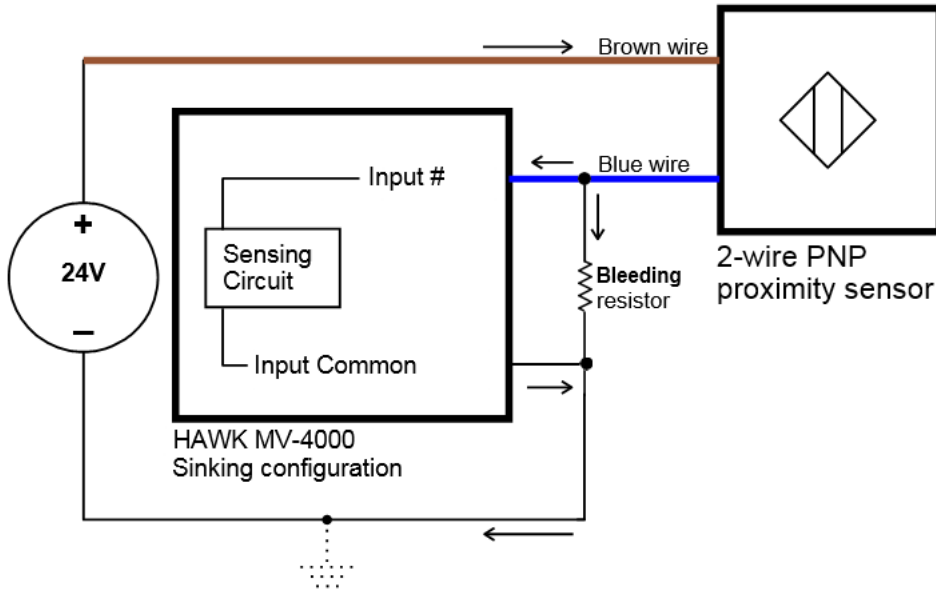 Brown wire
Input #
Blue wire
+
24V
−
Sensing
Circuit
Bleeding
resistor
2-wire PNP
proximity sensor
Input Common
HAWK MV-4000
Sinking configuration